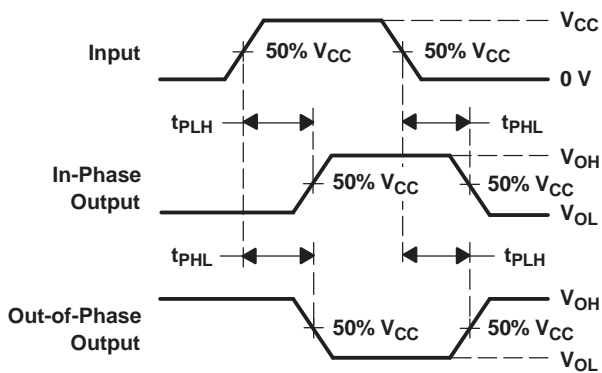 VCC
Input 50% VCC 50% VCC
0 V
tPLH tPHL
VOH
In-Phase Output 50% VCC 50% VCC
VOL
tPHL tPLH
VOH
Out-of-Phase Output 50% VCC 50% VCC
VOL